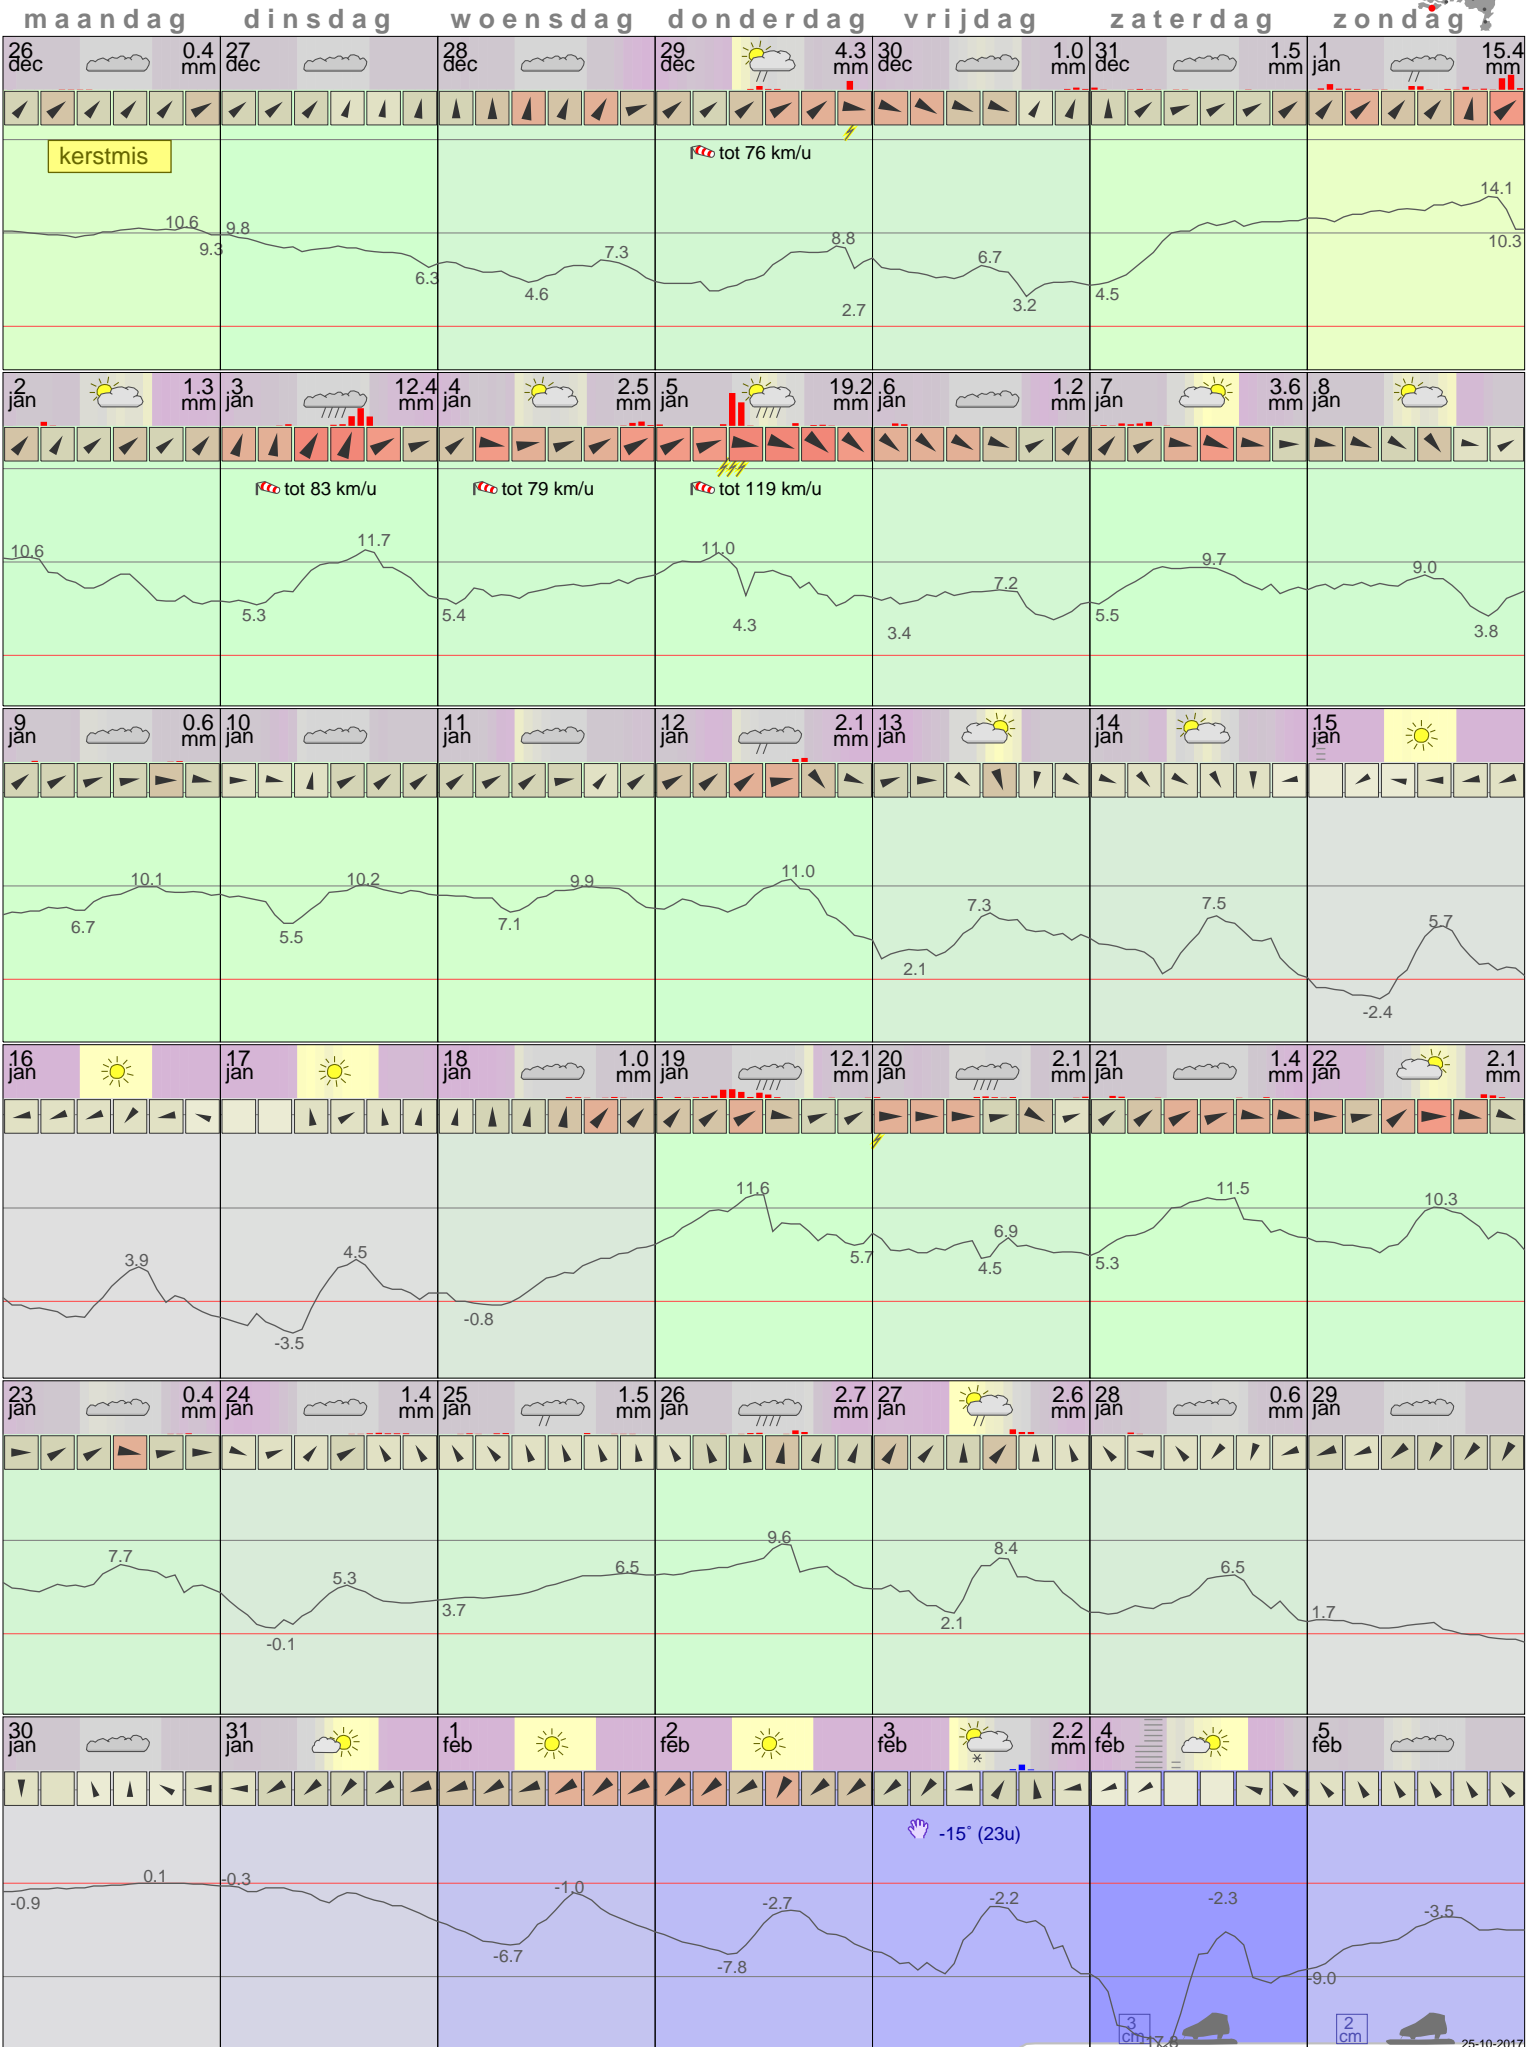 maandag dinsdag woensdag donderdag vrijdag zaterdag zondag
26 dec 0.4 mm 27 dec 28 dec 29 dec 4.3 mm 30 dec 1.0 mm 31 dec 1.5 mm 1 jan 15.4 mm
kerstmis tot 76 km/u
10.6 9.3 9.8 6.3 4.6 7.3 8.8 2.7 6.7 3.2 4.5 14.1 10.3
2 jan 1.3 mm 3 jan 12.4 mm 4 jan 2.5 mm 5 jan 19.2 mm 6 jan 1.2 mm 7 jan 3.6 mm 8 jan
tot 83 km/u tot 79 km/u tot 119 km/u
10.6 5.3 11.7 5.4 11.0 4.3 3.4 7.2 5.5 9.7 9.0 3.8
9 jan 0.6 mm 10 jan 11 jan 12 jan 2.1 mm 13 jan 14 jan 15 jan
6.7 10.1 5.5 10.2 7.1 9.9 11.0 2.1 7.3 7.5 -2.4 5.7
16 jan 17 jan 18 jan 1.0 mm 19 jan 12.1 mm 20 jan 2.1 mm 21 jan 1.4 mm 22 jan 2.1 mm
3.9 -3.5 4.5 -0.8 11.6 5.7 4.5 6.9 5.3 11.5 10.3
23 jan 0.4 mm 24 jan 1.4 mm 25 jan 1.5 mm 26 jan 2.7 mm 27 jan 2.6 mm 28 jan 0.6 mm 29 jan
7.7 -0.1 5.3 3.7 6.5 9.6 2.1 8.4 6.5 1.7
30 jan 31 jan 1 feb 2 feb 3 feb 2.2 mm 4 feb 5 feb
-15° (23u)
-0.9 0.1 -0.3 -6.7 -1.0 -7.8 -2.7 -2.2 -2.3 -9.0 -3.5
3 cm 2 cm
25-10-2017